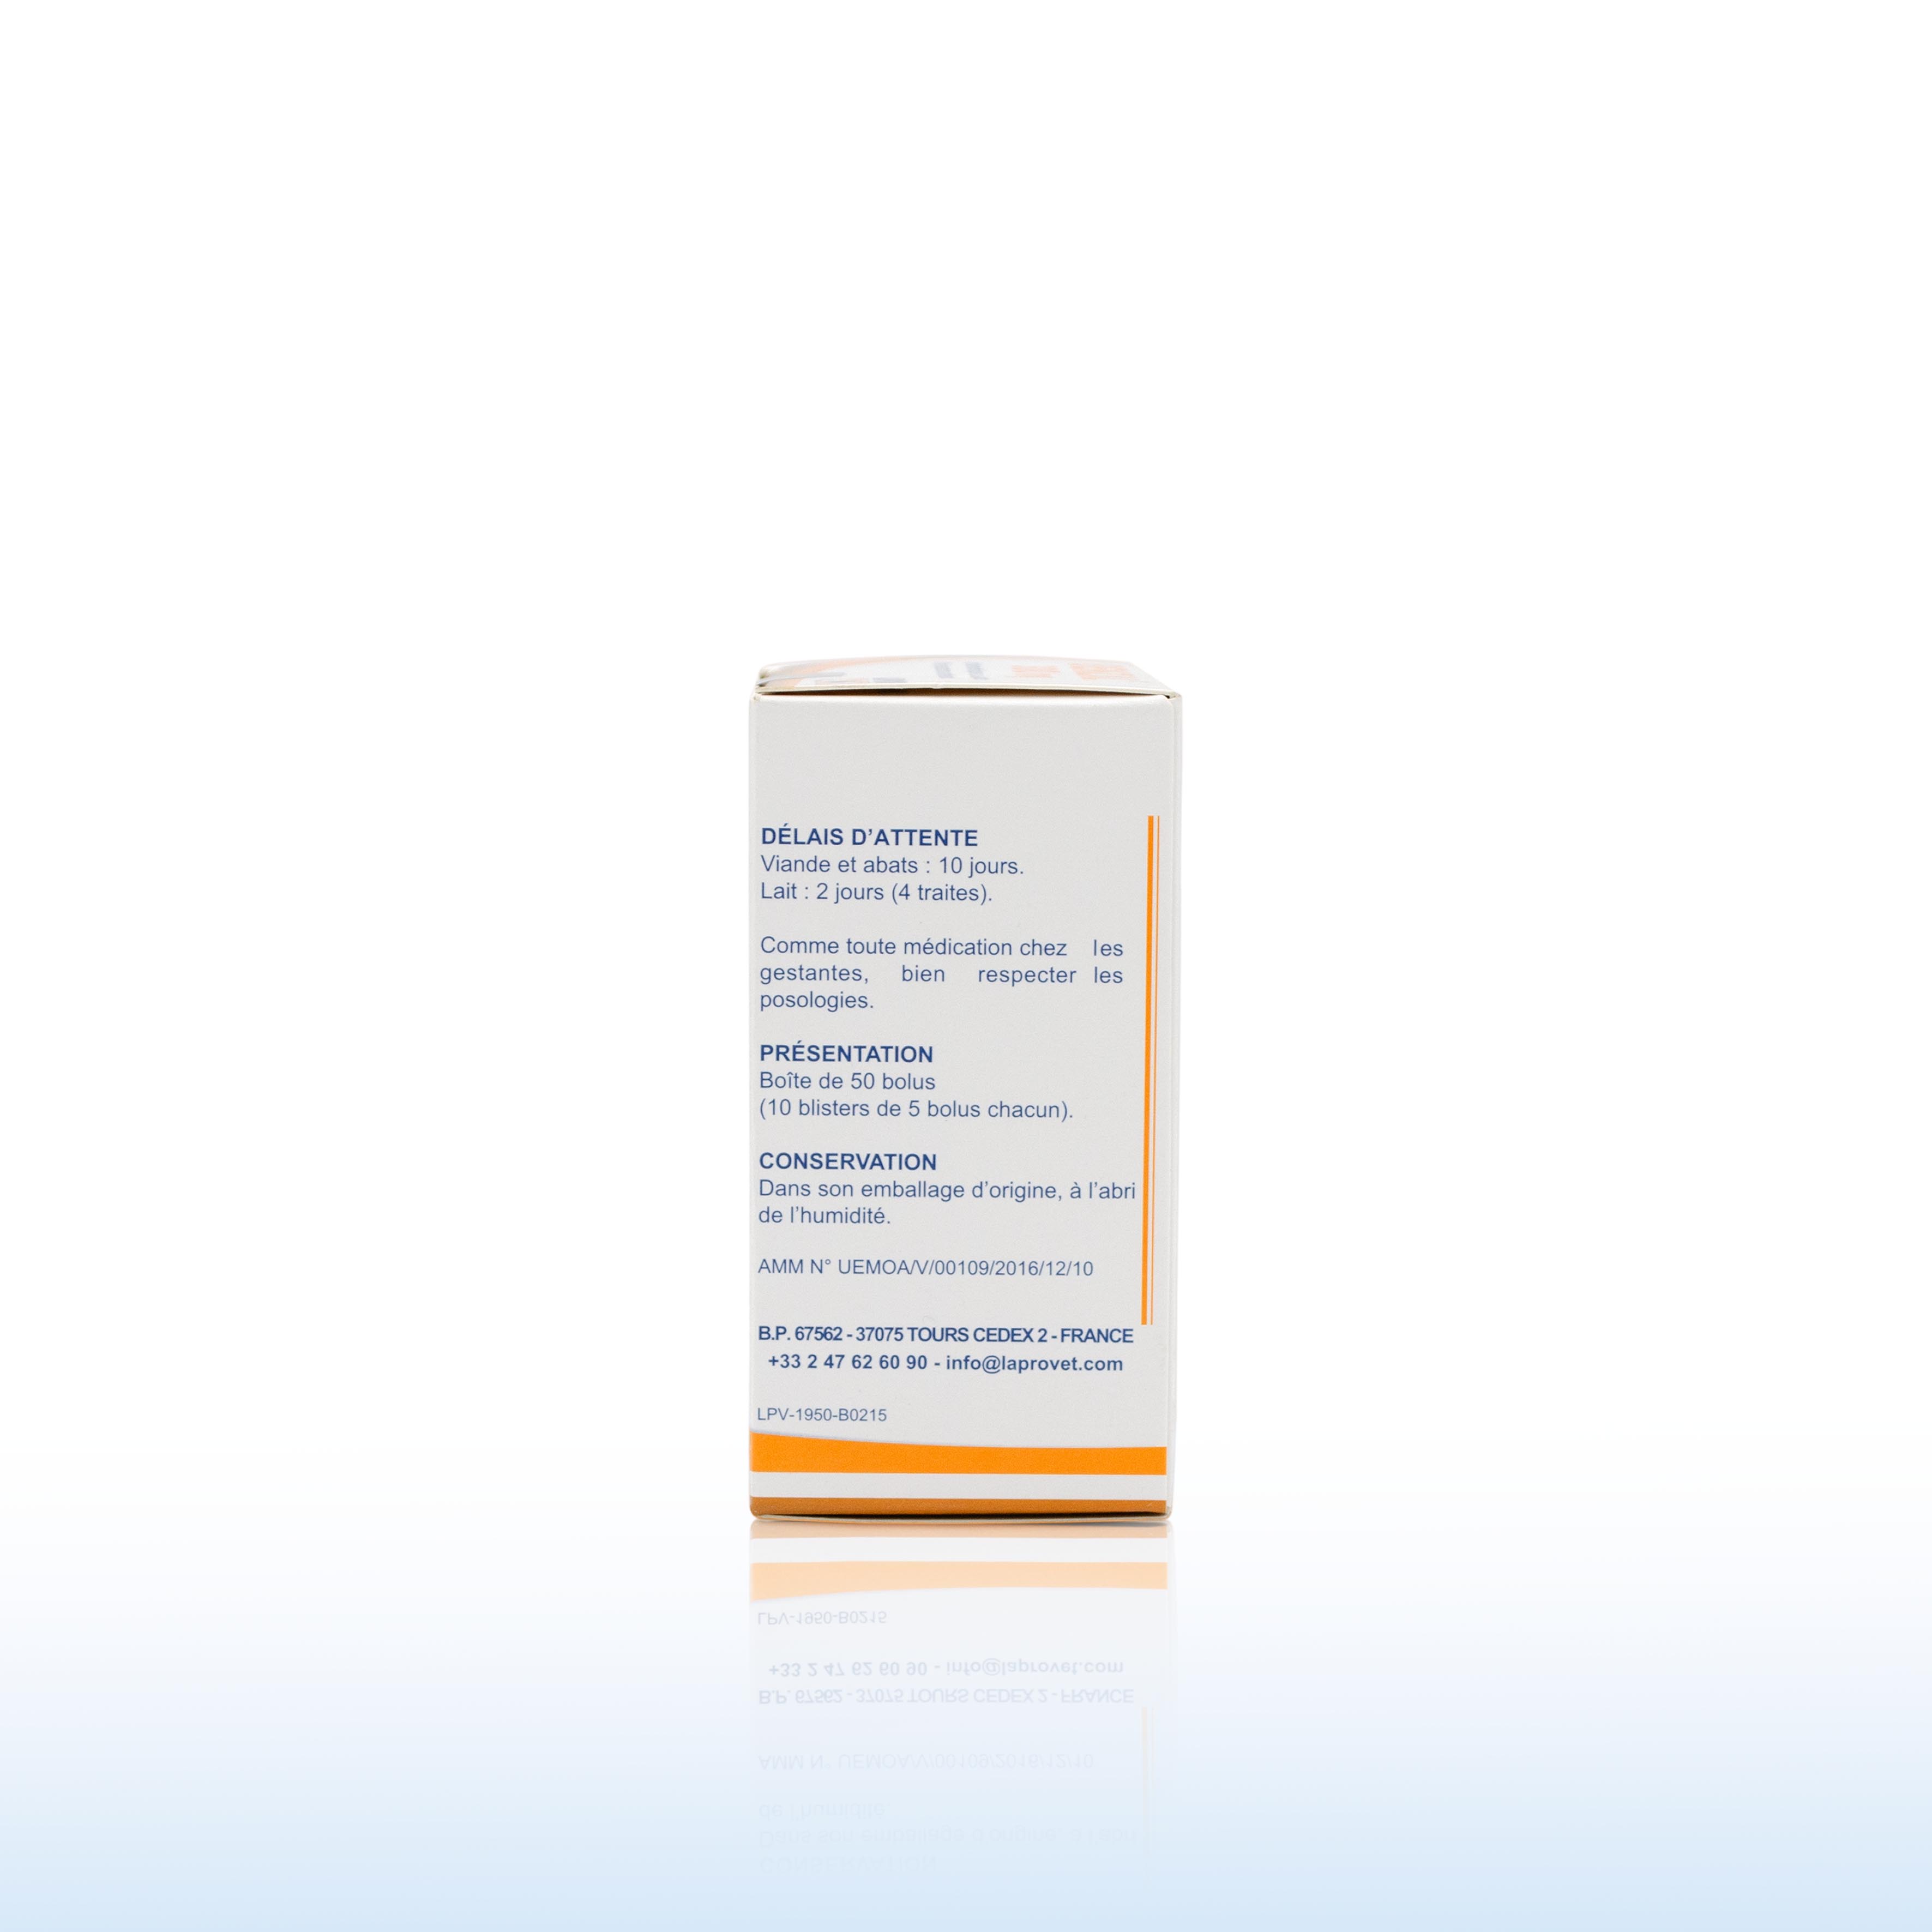 DÉLAIS D'ATTENTE
Viande et abats : 10 jours.
Lait : 2 jours (4 traites).
Comme toute médication chez les
gestantes, bien respecter les
posologies.
PRÉSENTATION
Boîte de 50 bolus
(10 blisters de 5 bolus chacun).
CONSERVATION
Dans son emballage d'origine, à l'abri
de l'humidité.
AMM N° UEMOA/V/00109/2016/12/10
B.P. 67562 - 37075 TOURS CEDEX 2 - FRANCE
+33 2 47 62 60 90 - info@laprovet.com
LPV-1950-B0215